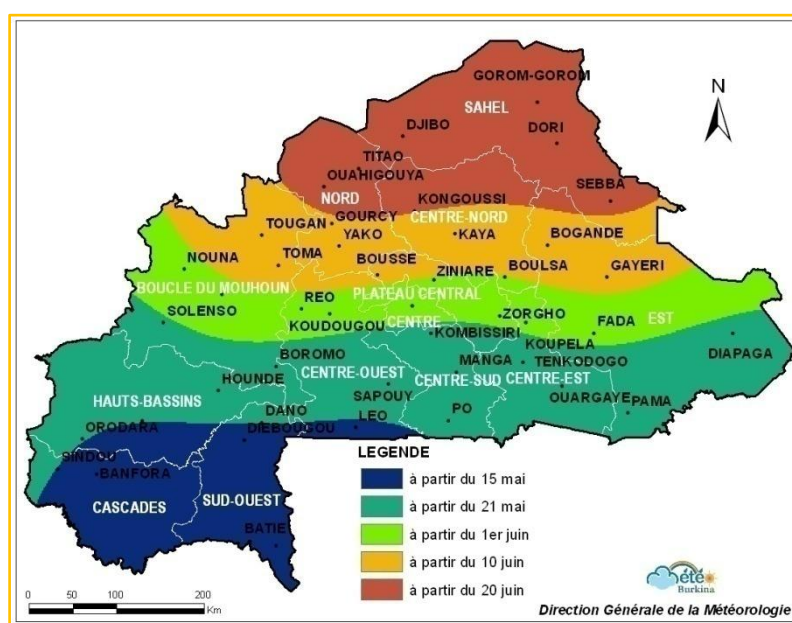 GOROM-GOROM
N
SAHEL
DJIBO
DORI
TITAO
OUAHIGOUYA
SEBBA
NORD
KONGOUSSI
GOURCY
CENTRE-NORD
TOUGAN
YAKO
KAYA
BOGANDE
NOUNA
TOMA
BOUSSE
ZINIARE
BOULSA
GAYERI
BOUCLE DU MOUHOUN
PLATEAU CENTRAL
SOLENSO
REO
ZORGHO
KOUDOUGOU
CENTRE
FADA
EST
KOMBISSIRI
KOUPELA
DIAPAGA
BOROMO
MANGA
TENKODOGO
HOUNDE
CENTRE-OUEST
CENTRE-SUD
CENTRE-EST
HAUTS-BASSINS
SAPOUY
OUARGAYE
PAMA
DANO
LEO
PO
ORODARA
DIEBOUGOU
SINDOU
BANFORA
CASCADES
SUD-OUEST
BATIE
LEGENDE
à partir du 15 mai
à partir du 21 mai
à partir du 1er juin
à partir du 10 juin
à partir du 20 juin
0 50 100 200
Km
Météo
Burkina
Direction Générale de la Météorologie